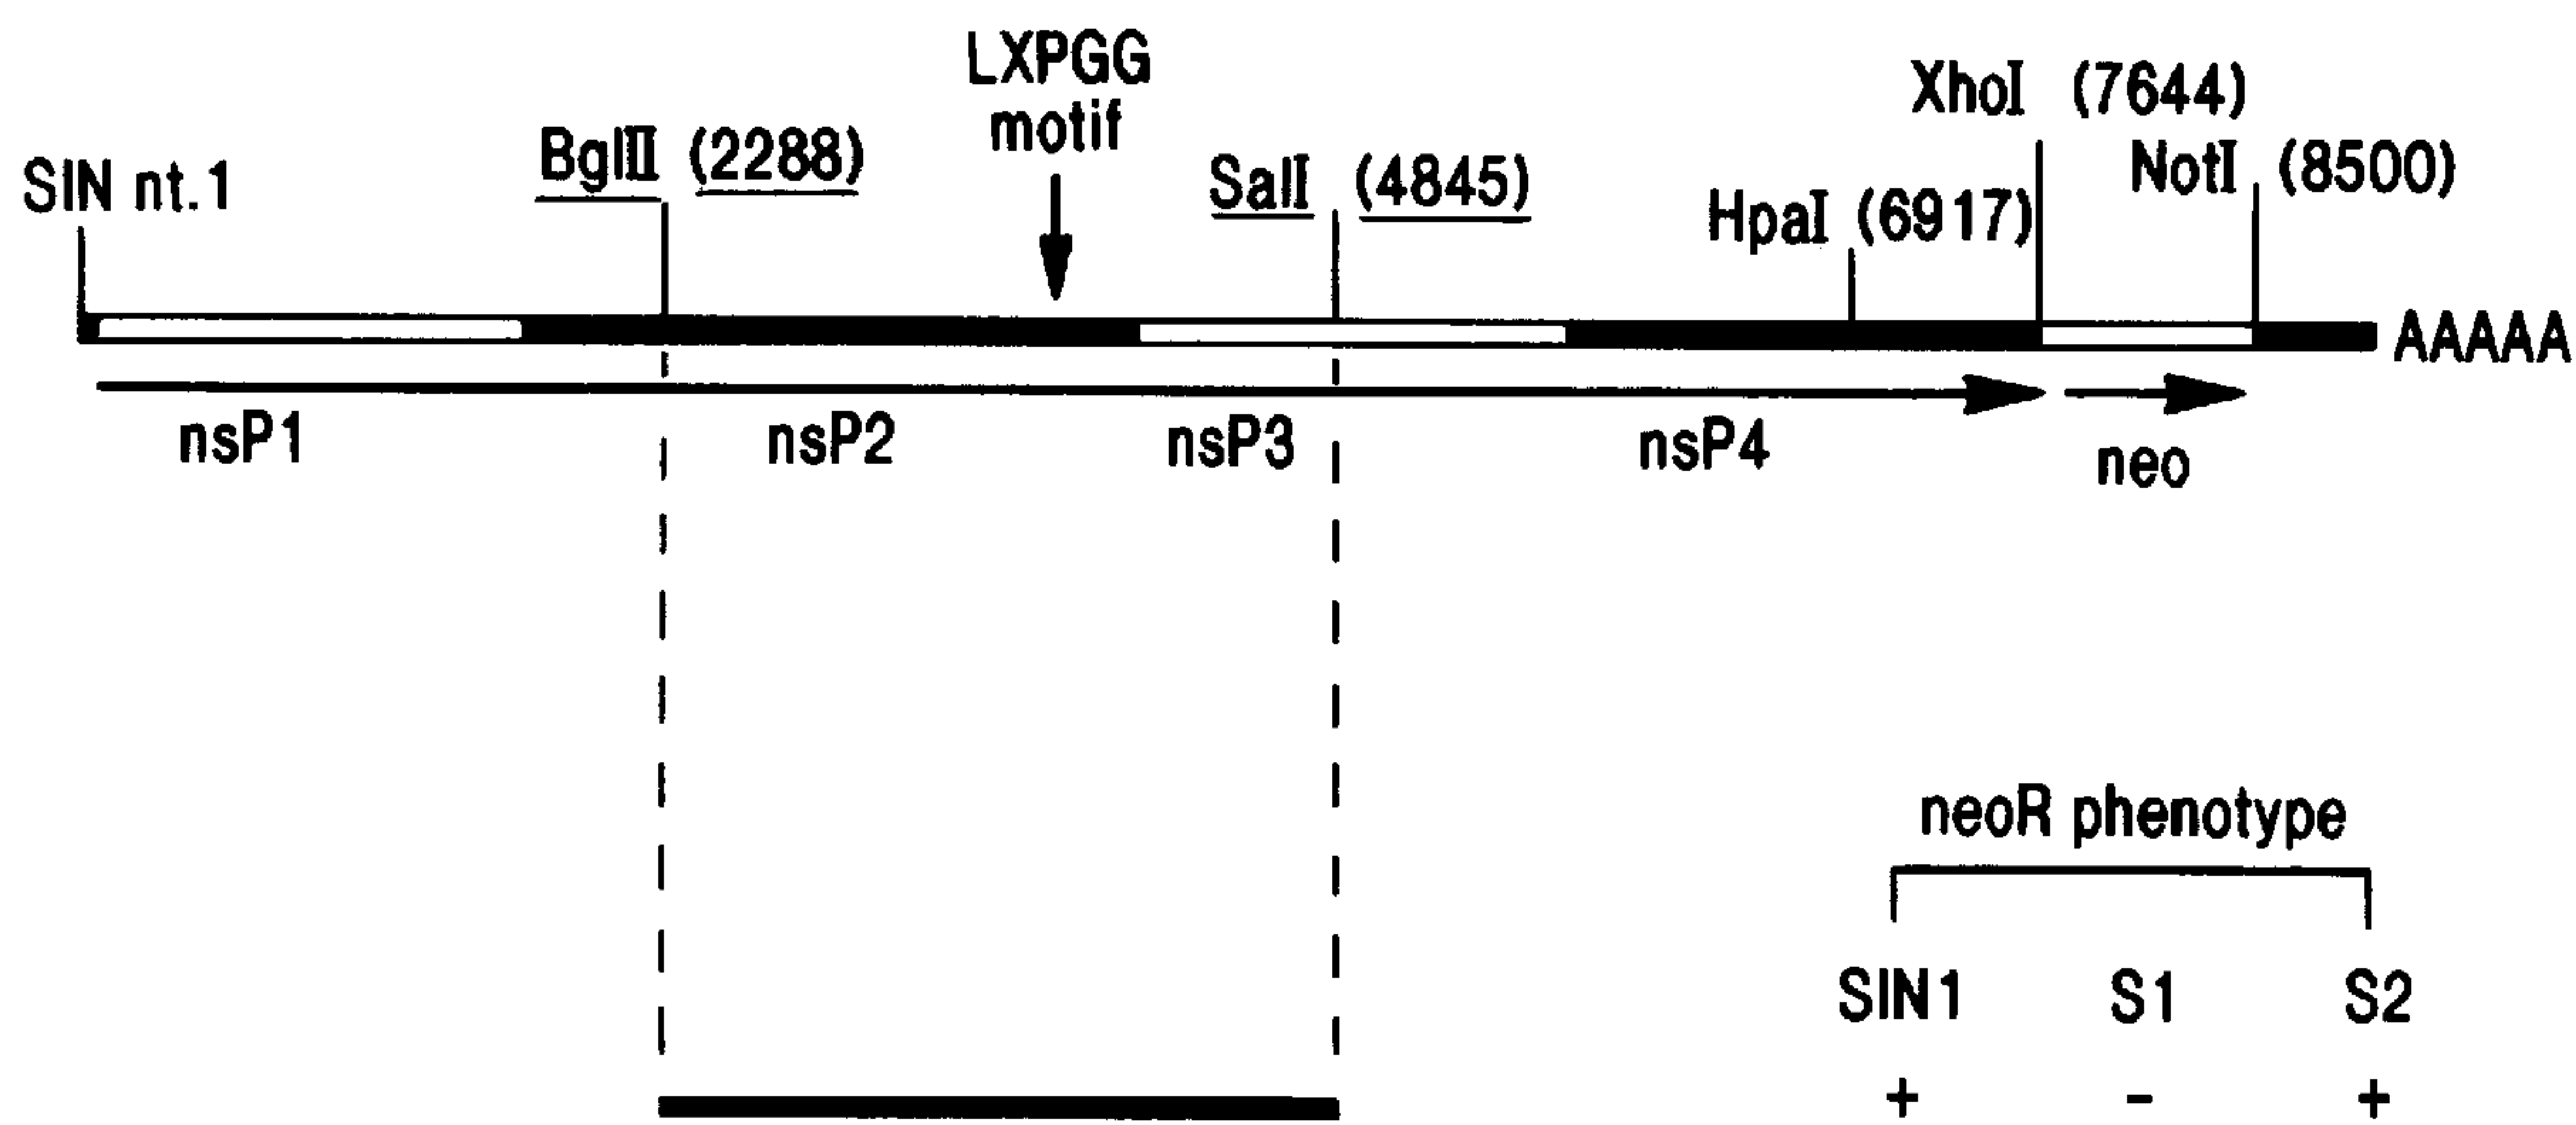 LXPGG
motif
XhoI (7644)
BglII (2288)
SalI (4845)
NotI (8500)
SIN nt.1
HpaI (6917)
AAAAA
nsP1
nsP2
nsP3
nsP4
neo
neoR phenotype
SIN1 S1 S2
+ - +